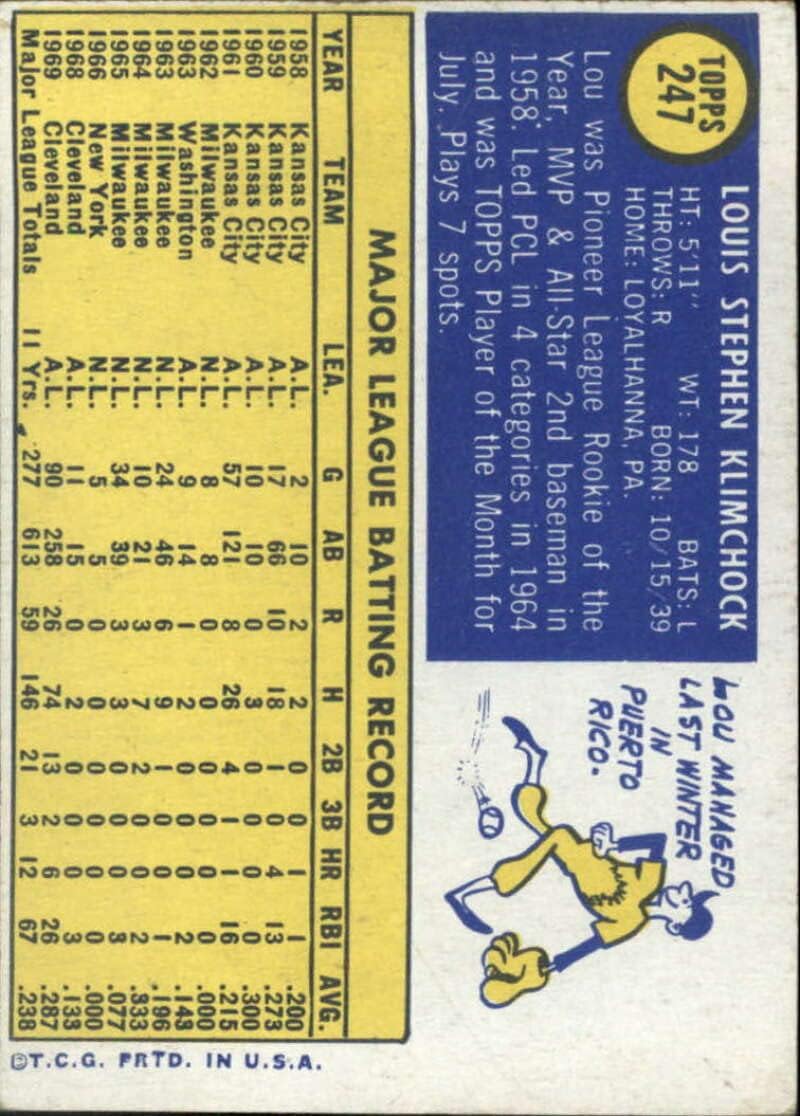 TOPPS
247
LOUIS STEPHEN KLIMCHOCK
HT: 5'11" WT: 178 BATS: L
THROWS: R BORN: 10/15/39
HOME: LOYALHANNA, PA.
Lou was Pioneer League Rookie of the
Year, MVP & All-Star 2nd baseman in
1958. Led PCL in 4 categories in 1964
and was TOPPS Player of the Month for
July. Plays 7 spots.
LOU MANAGED
LAST WINTER
IN
PUERTO
RICO.
MAJOR LEAGUE BATTING RECORD
YEAR TEAM LEA. G AB R H 2B 3B HR RBI AVG.
1958 Kansas City A.L. 2 10 2 2 0 0 1 1 .200
1959 Kansas City A.L. 17 66 10 18 1 0 4 13 .273
1960 Kansas City A.L. 10 10 0 3 0 0 0 0 .300
1961 Kansas City A.L. 57 121 8 26 4 1 1 16 .215
1962 Milwaukee N.L. 8 8 0 0 0 0 0 0 .000
1963 Washington A.L. 9 14 1 2 0 0 0 2 .143
1963 Milwaukee N.L. 24 46 6 9 1 0 0 1 .196
1964 Milwaukee N.L. 10 21 3 7 2 0 0 2 .333
1965 Milwaukee N.L. 34 39 3 3 0 0 0 3 .077
1966 New York N.L. 5 5 0 0 0 0 0 0 .000
1968 Cleveland A.L. 11 15 0 2 0 0 0 3 .133
1969 Cleveland A.L. 90 258 26 74 13 2 6 26 .287
Major League Totals 11 Yrs. 277 613 59 146 21 3 12 67 .238
©T.C.G. PRTD. IN U.S.A.